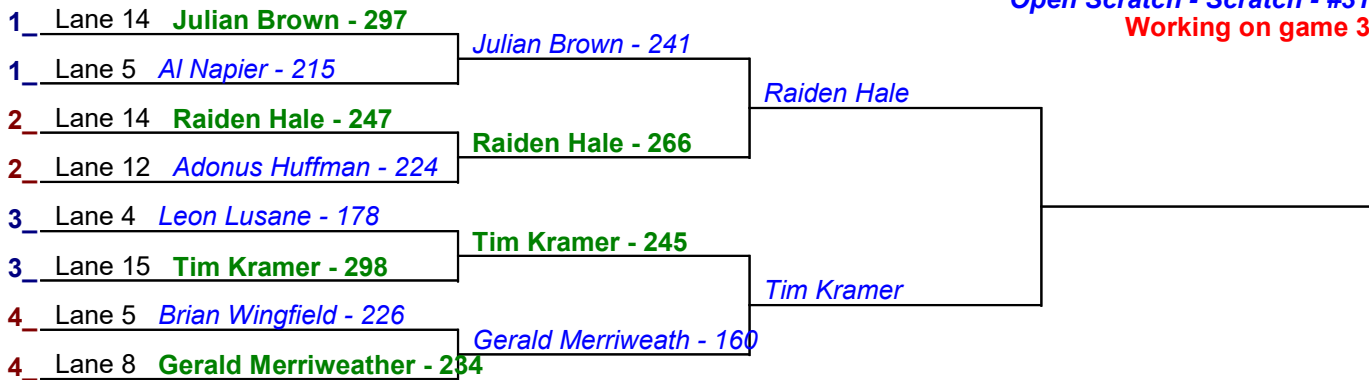 Open Scratch - Scratch - #31
Working on game 3
1_ Lane 14 Julian Brown - 297
Julian Brown - 241
1_ Lane 5 Al Napier - 215
Raiden Hale
2_ Lane 14 Raiden Hale - 247
Raiden Hale - 266
2_ Lane 12 Adonus Huffman - 224
3_ Lane 4 Leon Lusane - 178
Tim Kramer - 245
3_ Lane 15 Tim Kramer - 298
Tim Kramer
4_ Lane 5 Brian Wingfield - 226
Gerald Merriweath - 160
4_ Lane 8 Gerald Merriweather - 234